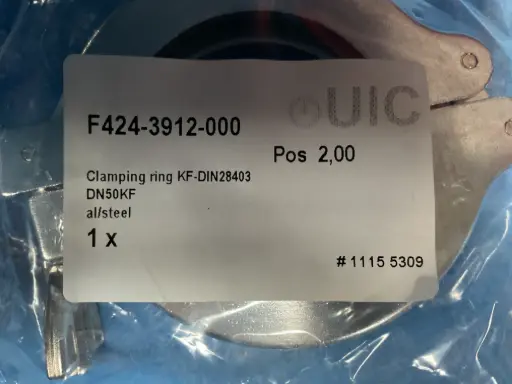 UIC
F424-3912-000
Pos 2,00
Clamping ring KF-DIN28403
DN50KF
al/steel
1 x
# 1115 5309